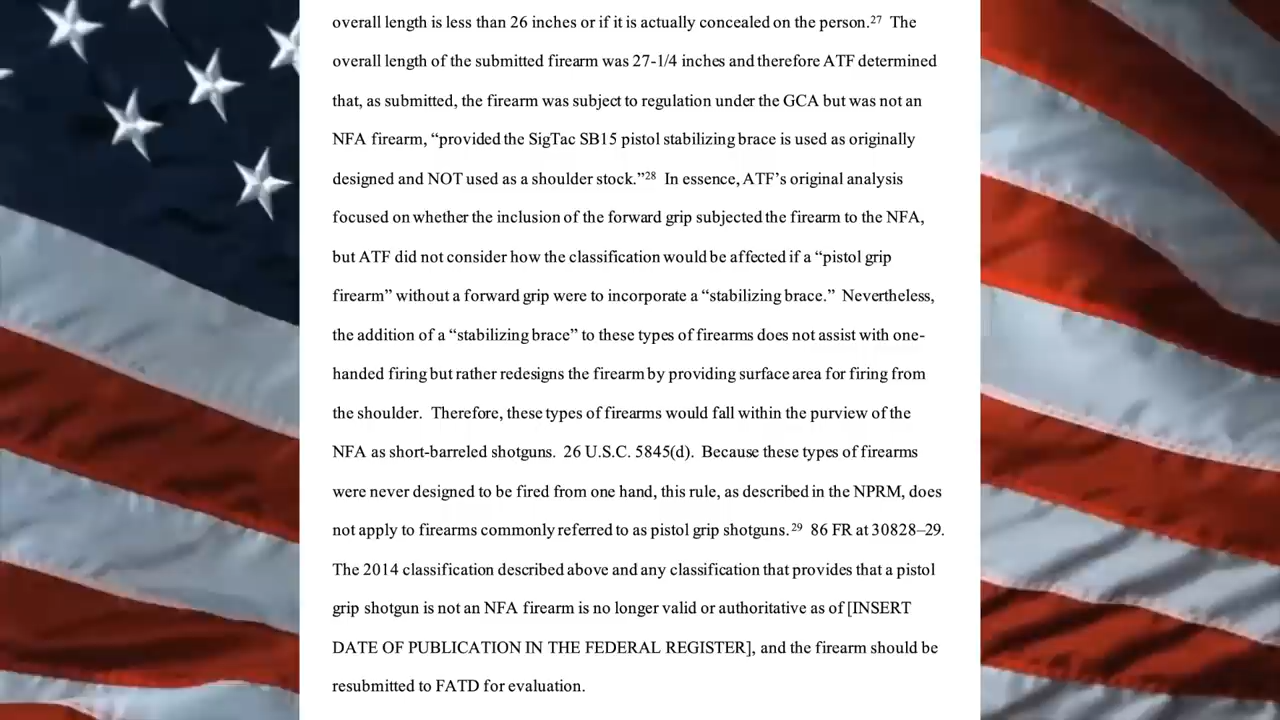 overall length is less than 26 inches or if it is actually concealed on the person.27 The
overall length of the submitted firearm was 27-1/4 inches and therefore ATF determined
that, as submitted, the firearm was subject to regulation under the GCA but was not an
NFA firearm, “provided the SigTac SB15 pistol stabilizing brace is used as originally
designed and NOT used as a shoulder stock.”28 In essence, ATF’s original analysis
focused on whether the inclusion of the forward grip subjected the firearm to the NFA,
but ATF did not consider how the classification would be affected if a “pistol grip
firearm” without a forward grip were to incorporate a “stabilizing brace.” Nevertheless,
the addition of a “stabilizing brace” to these types of firearms does not assist with one-
handed firing but rather redesigns the firearm by providing surface area for firing from
the shoulder. Therefore, these types of firearms would fall within the purview of the
NFA as short-barreled shotguns. 26 U.S.C. 5845(d). Because these types of firearms
were never designed to be fired from one hand, this rule, as described in the NPRM, does
not apply to firearms commonly referred to as pistol grip shotguns.29 86 FR at 30828–29.
The 2014 classification described above and any classification that provides that a pistol
grip shotgun is not an NFA firearm is no longer valid or authoritative as of [INSERT
DATE OF PUBLICATION IN THE FEDERAL REGISTER], and the firearm should be
resubmitted to FATD for evaluation.